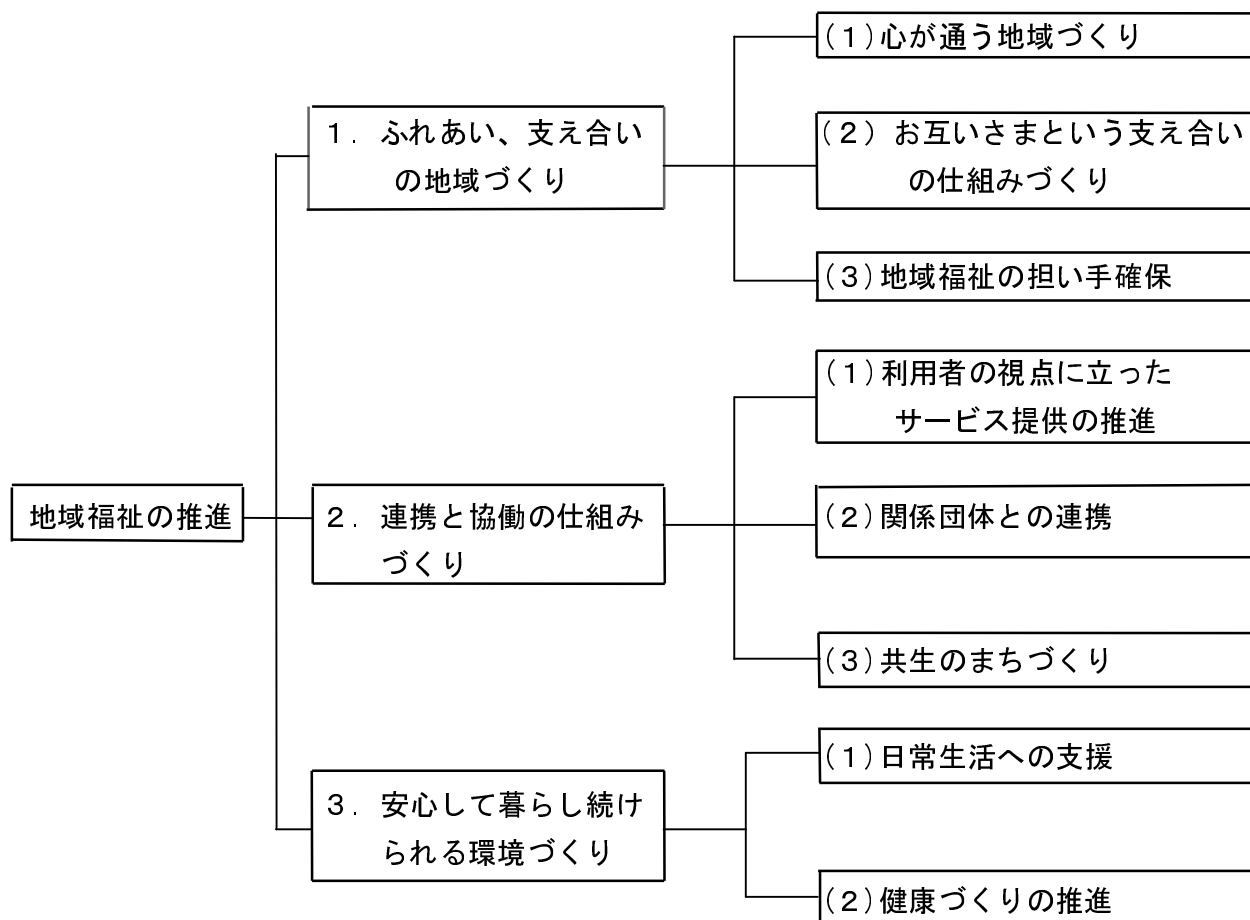 地域福祉の推進
１．ふれあい、支え合い
の地域づくり
（１）心が通う地域づくり
（２）お互いさまという支え合い
の仕組みづくり
（３）地域福祉の担い手確保
２．連携と協働の仕組み
づくり
（１）利用者の視点に立った
サービス提供の推進
（２）関係団体との連携
（３）共生のまちづくり
３．安心して暮らし続け
られる環境づくり
（１）日常生活への支援
（２）健康づくりの推進